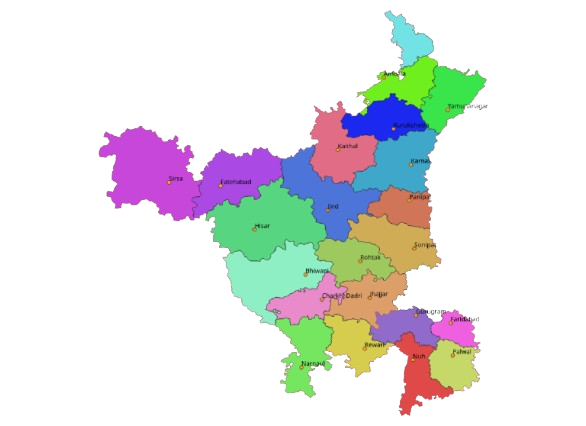 Ambala
Yamunanagar
Kurukshetra
Kaithal
Karnal
Sirsa
Fatehabad
Panipat
Jind
Hisar
Sonipat
Rohtak
Bhiwani
Charkhi Dadri
Jhajjar
Gurugram
Faridabad
Rewari
Palwal
Nuh
Narnaul